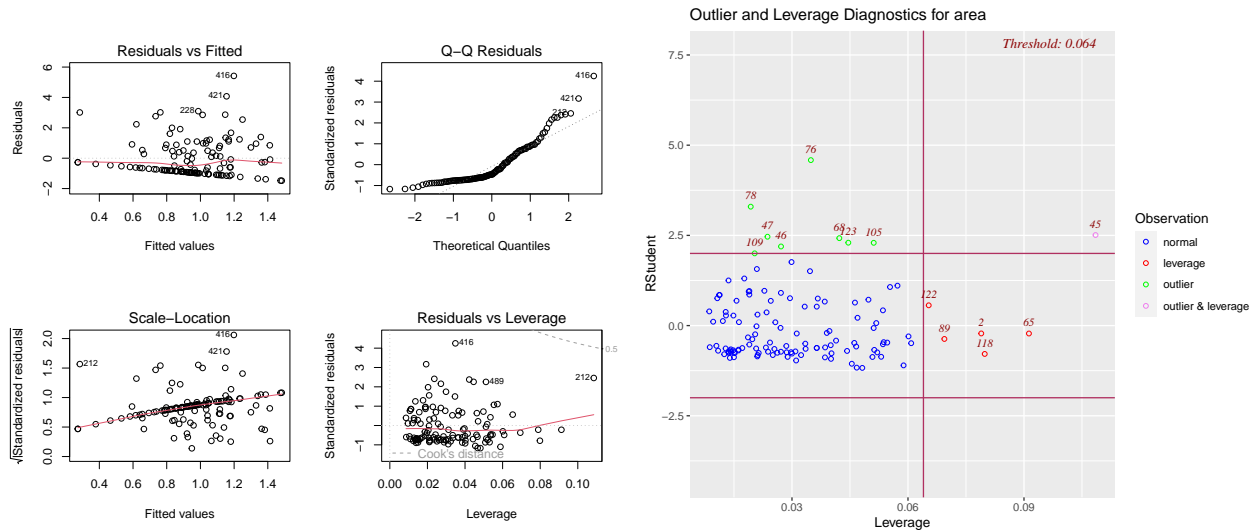 Residuals vs Fitted
Residuals
6
4
2
0
−2
416
421
228
0.4 0.6 0.8 1.0 1.2 1.4
Fitted values
Q−Q Residuals
Standardized residuals
4
3
2
1
0
−1
416
421
212
−2 −1 0 1 2
Theoretical Quantiles
Scale−Location
√|Standardized residuals|
2.0
1.5
1.0
0.5
0.0
416
421
212
0.4 0.6 0.8 1.0 1.2 1.4
Fitted values
Residuals vs Leverage
Standardized residuals
4
3
2
1
0
−1
416
489
212
0.5
Cook's distance
0.00 0.02 0.04 0.06 0.08 0.10
Leverage
Outlier and Leverage Diagnostics for area
Threshold: 0.064
RStudent
7.5
5.0
2.5
0.0
−2.5
76
78
47
46
109
68
123
105
45
122
89
2
118
65
0.03 0.06 0.09
Leverage
Observation
normal
leverage
outlier
outlier & leverage